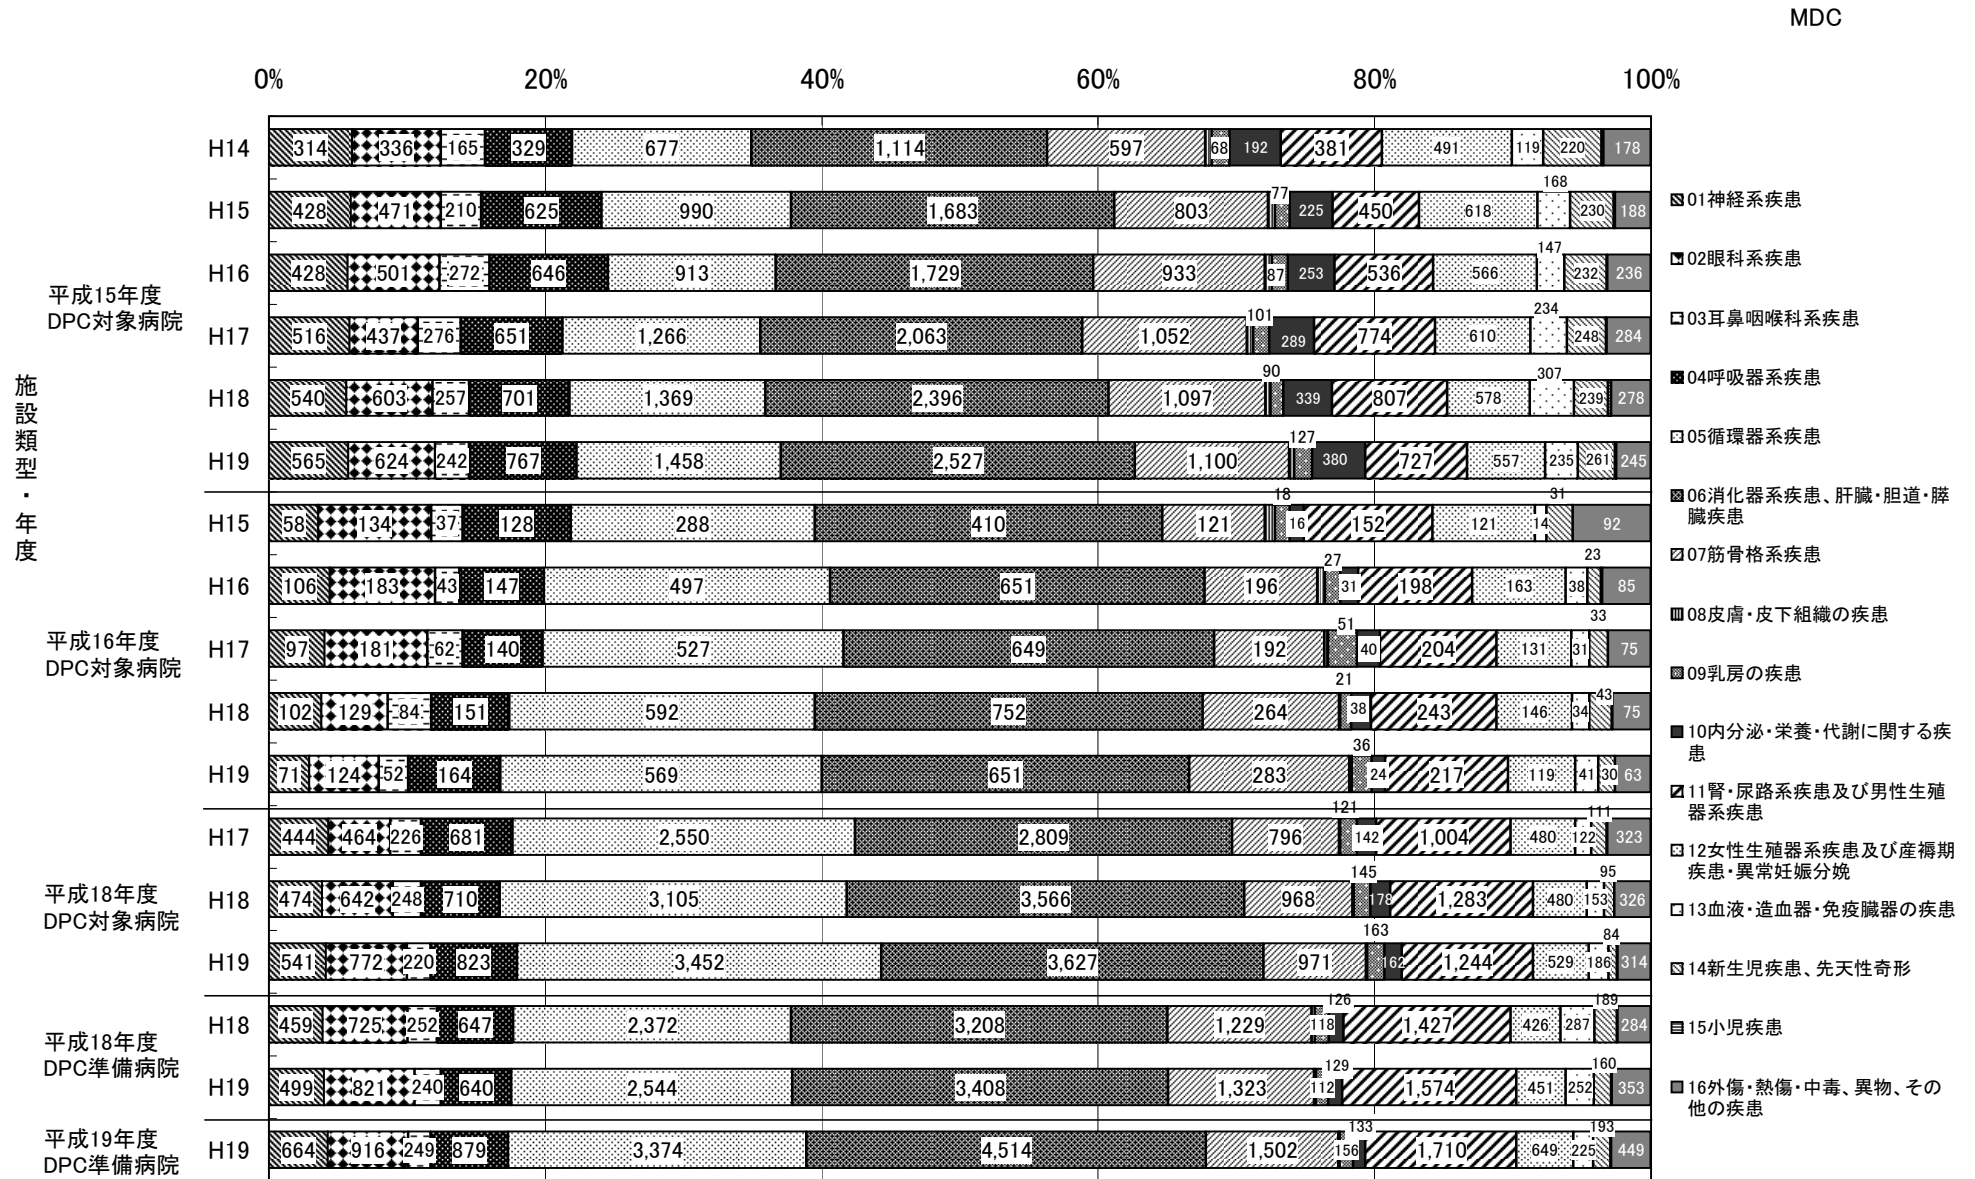 MDC
0% 20% 40% 60% 80% 100%
施設類型・年度
平成15年度
DPC対象病院
H14 314 336 165 329 677 1,114 597 68 192 381 491 119 220 178
H15 428 471 210 625 990 1,683 803 77 225 450 618 168 230 188
H16 428 501 272 646 913 1,729 933 87 253 536 566 147 232 236
H17 516 437 276 651 1,266 2,063 1,052 101 289 774 610 234 248 284
H18 540 603 257 701 1,369 2,396 1,097 90 339 807 578 307 239 278
H19 565 624 242 767 1,458 2,527 1,100 127 380 727 557 235 261 245
平成16年度
DPC対象病院
H15 58 134 37 128 288 410 121 18 16 152 121 14 31 92
H16 106 183 43 147 497 651 196 27 31 198 163 38 23 85
H17 97 181 62 140 527 649 192 51 40 204 131 31 33 75
H18 102 129 84 151 592 752 264 21 38 243 146 34 43 75
H19 71 124 52 164 569 651 283 36 24 217 119 41 30 63
平成18年度
DPC対象病院
H17 444 464 226 681 2,550 2,809 796 121 142 1,004 480 122 111 323
H18 474 642 248 710 3,105 3,566 968 145 178 1,283 480 153 95 326
H19 541 772 220 823 3,452 3,627 971 163 162 1,244 529 186 84 314
平成18年度
DPC準備病院
H18 459 725 252 647 2,372 3,208 1,229 118 126 1,427 426 287 189 284
H19 499 821 240 640 2,544 3,408 1,323 112 129 1,574 451 252 160 353
平成19年度
DPC準備病院
H19 664 916 249 879 3,374 4,514 1,502 156 133 1,710 649 225 193 449
01神経系疾患
02眼科系疾患
03耳鼻咽喉科系疾患
04呼吸器系疾患
05循環器系疾患
06消化器系疾患、肝臓・胆道・膵
臓疾患
07筋骨格系疾患
08皮膚・皮下組織の疾患
09乳房の疾患
10内分泌・栄養・代謝に関する疾
患
11腎・尿路系疾患及び男性生殖
器系疾患
12女性生殖器系疾患及び産褥期
疾患・異常妊娠分娩
13血液・造血器・免疫臓器の疾患
14新生児疾患、先天性奇形
15小児疾患
16外傷・熱傷・中毒、異物、その
他の疾患